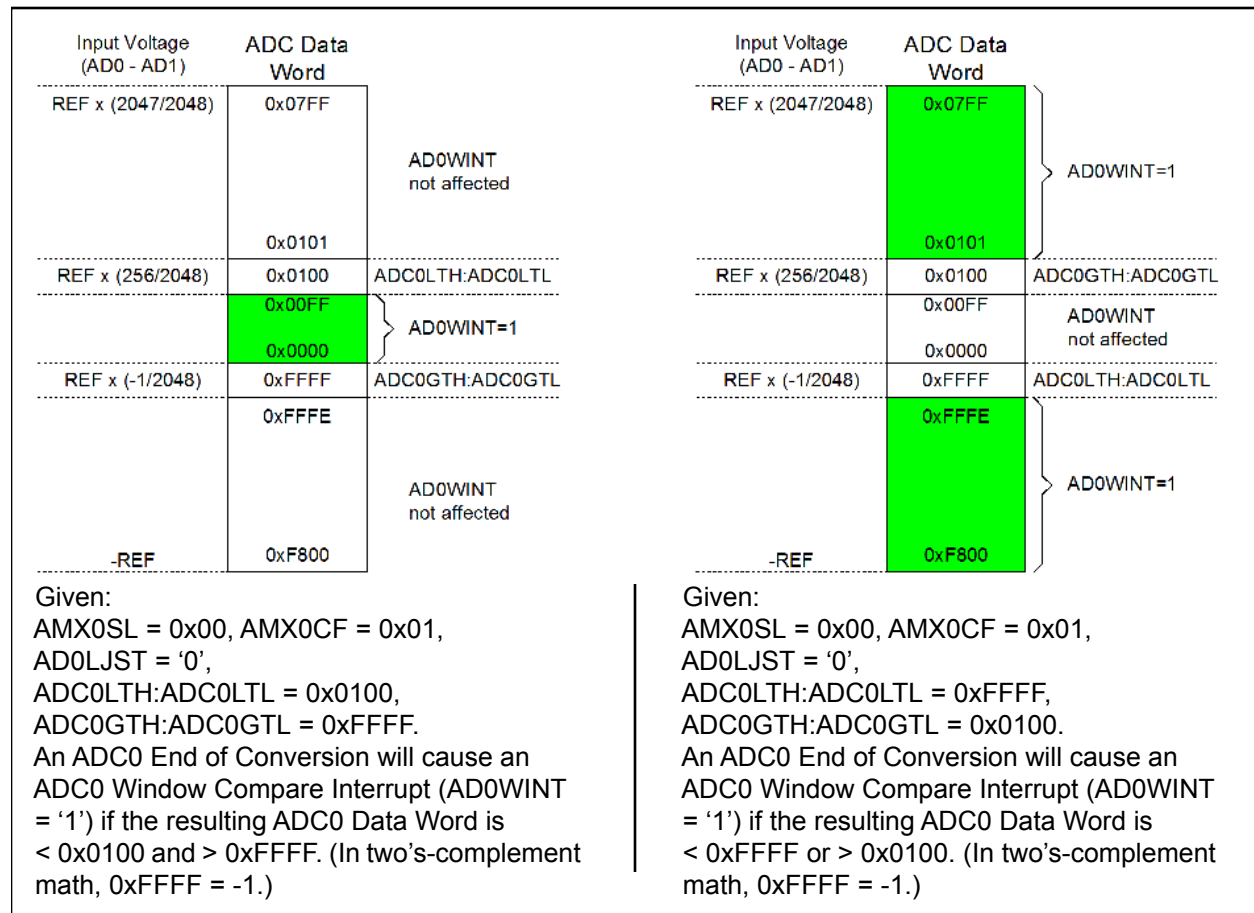 Input Voltage
(AD0 - AD1)
ADC Data
Word
REF x (2047/2048)
0x07FF
AD0WINT
not affected
0x0101
REF x (256/2048)
0x0100
ADC0LTH:ADC0LTL
0x00FF
AD0WINT=1
0x0000
REF x (-1/2048)
0xFFFF
ADC0GTH:ADC0GTL
0xFFFE
AD0WINT
not affected
-REF
0xF800
Given:
AMX0SL = 0x00, AMX0CF = 0x01,
AD0LJST = ‘0’,
ADC0LTH:ADC0LTL = 0x0100,
ADC0GTH:ADC0GTL = 0xFFFF.
An ADC0 End of Conversion will cause an
ADC0 Window Compare Interrupt (AD0WINT
= ‘1’) if the resulting ADC0 Data Word is
< 0x0100 and > 0xFFFF. (In two’s-complement
math, 0xFFFF = -1.)
Input Voltage
(AD0 - AD1)
ADC Data
Word
REF x (2047/2048)
0x07FF
AD0WINT=1
0x0101
REF x (256/2048)
0x0100
ADC0GTH:ADC0GTL
0x00FF
AD0WINT
not affected
0x0000
REF x (-1/2048)
0xFFFF
ADC0LTH:ADC0LTL
0xFFFE
AD0WINT=1
-REF
0xF800
Given:
AMX0SL = 0x00, AMX0CF = 0x01,
AD0LJST = ‘0’,
ADC0LTH:ADC0LTL = 0xFFFF,
ADC0GTH:ADC0GTL = 0x0100.
An ADC0 End of Conversion will cause an
ADC0 Window Compare Interrupt (AD0WINT
= ‘1’) if the resulting ADC0 Data Word is
< 0xFFFF or > 0x0100. (In two’s-complement
math, 0xFFFF = -1.)